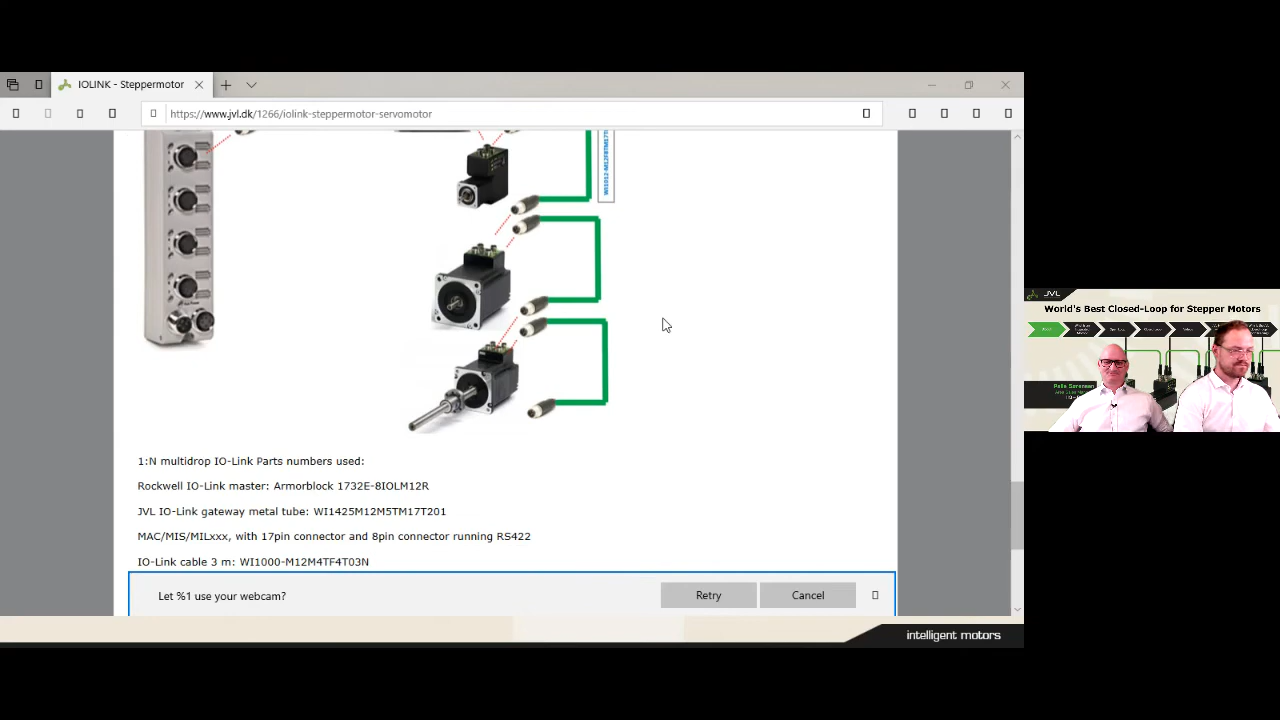 IOLINK - Steppermotor
https://www.jvl.dk/1266/iolink-steppermotor-servomotor
1:N multidrop IO-Link Parts numbers used:
Rockwell IO-Link master: Armorblock 1732E-8IOLM12R
JVL IO-Link gateway metal tube: WI1425M12M5TM17T201
MAC/MIS/MILxxx, with 17pin connector and 8pin connector running RS422
IO-Link cable 3 m: WI1000-M12M4TF4T03N
Let %1 use your webcam?
Retry
Cancel
intelligent motors
JVL
World's Best Closed-Loop for Stepper Motors